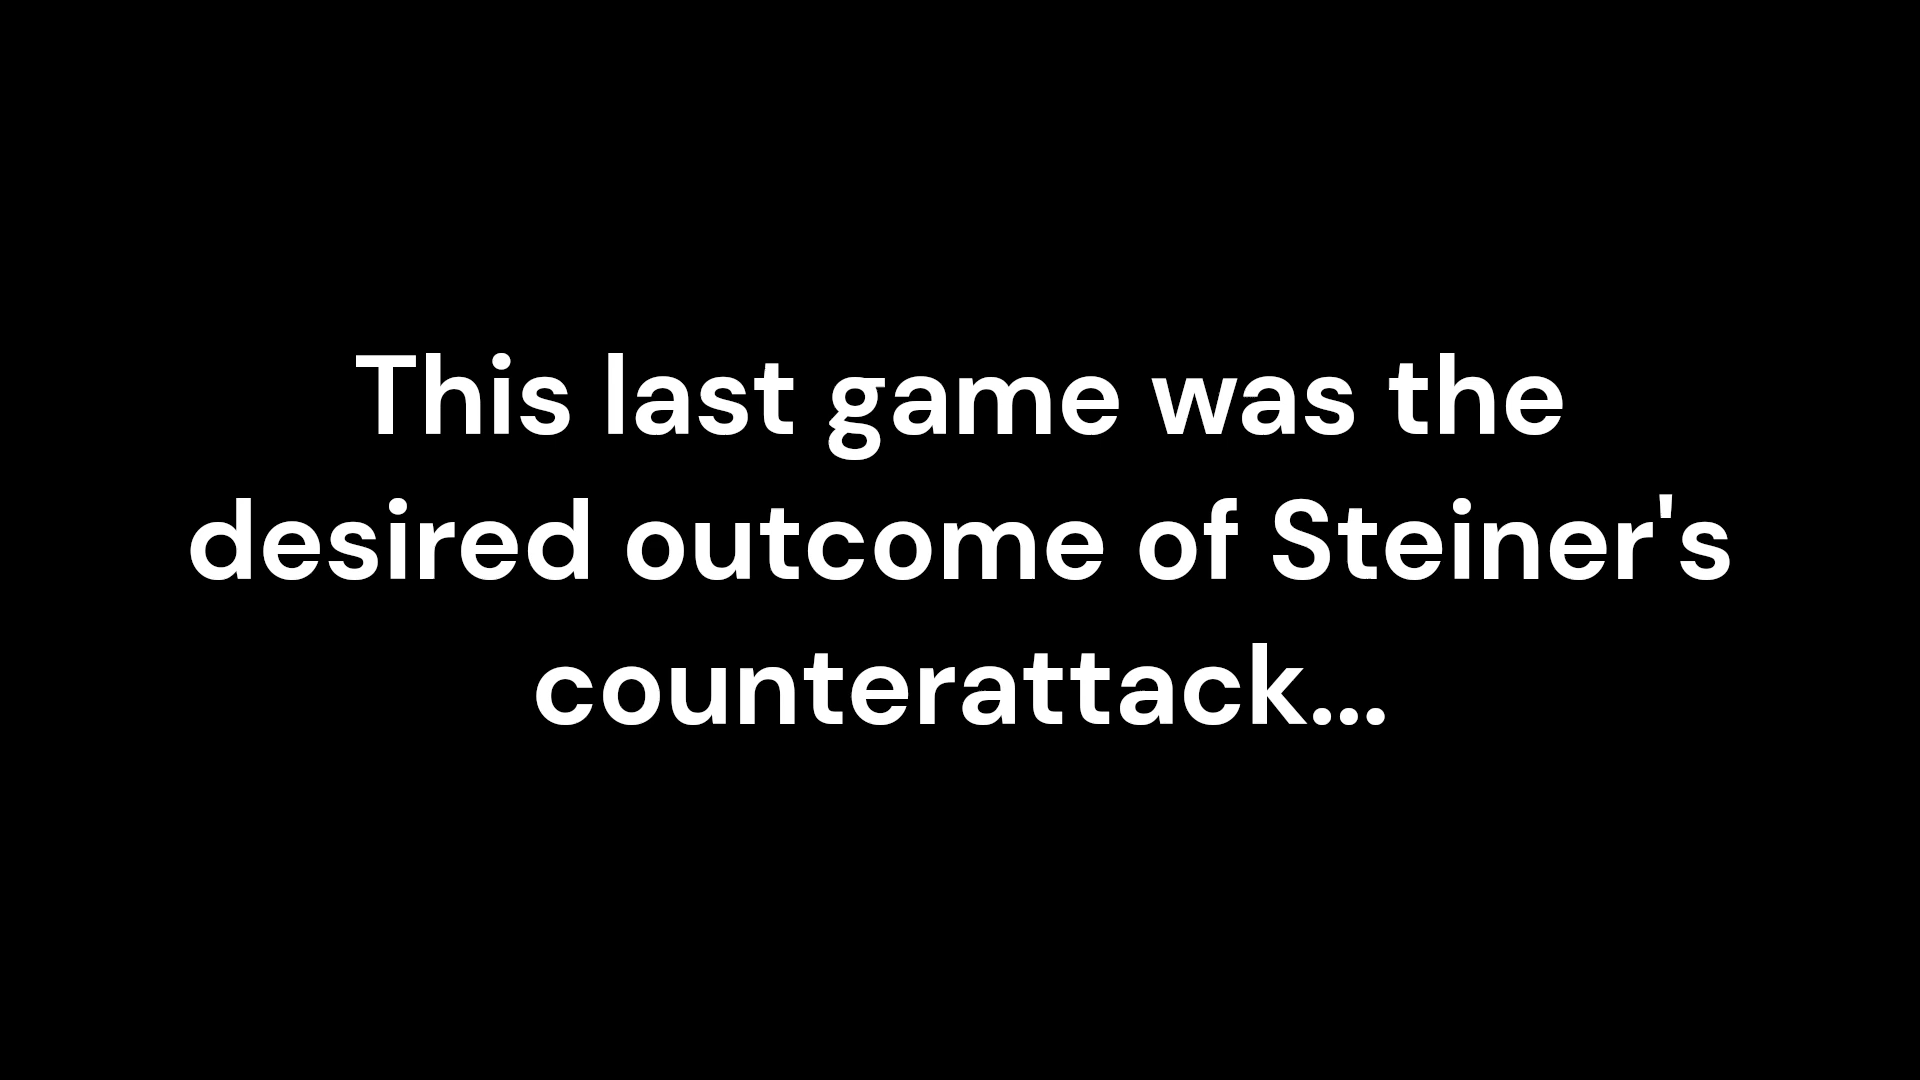 This last game was the
desired outcome of Steiner's
counterattack...